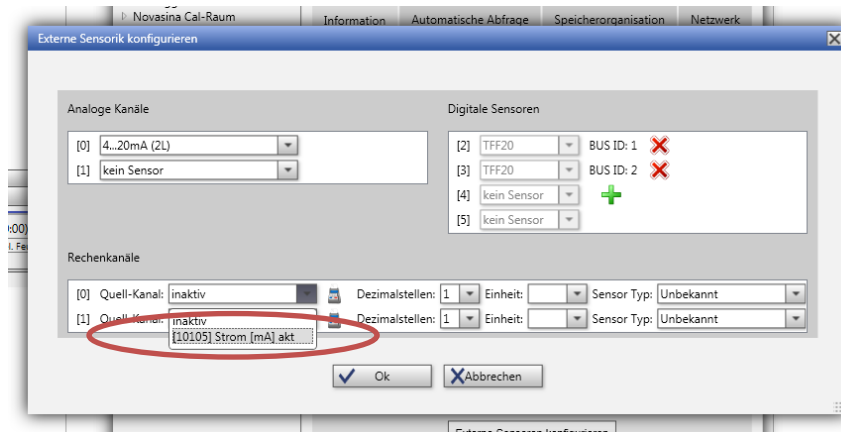 Novasina Cal-Raum
Information Automatische Abfrage Speicherorganisation Netzwerk
Externe Sensorik konfigurieren
Analoge Kanäle
[0] 4...20mA (2L)
[1] kein Sensor
Digitale Sensoren
[2] TFF20 BUS ID: 1
[3] TFF20 BUS ID: 2
[4] kein Sensor
[5] kein Sensor
Rechenkanäle
[0] Quell-Kanal: inaktiv Dezimalstellen: 1 Einheit: Sensor Typ: Unbekannt
[1] Quell-Kanal: inaktiv Dezimalstellen: 1 Einheit: Sensor Typ: Unbekannt
[10105] Strom [mA] akt
Ok Abbrechen
Externe Sensoren konfigurieren